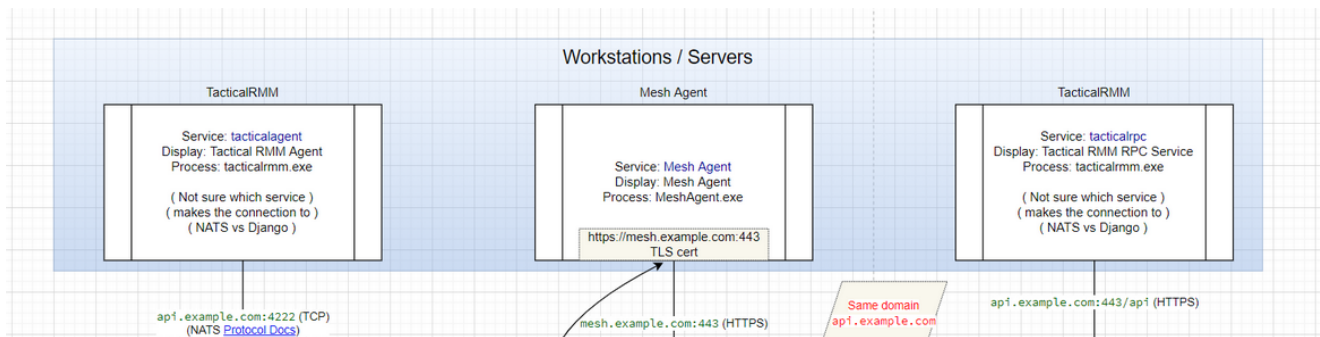 Workstations / Servers
TacticalRMM
Service: tacticalagent
Display: Tactical RMM Agent
Process: tacticalrmm.exe
( Not sure which service )
( makes the connection to )
( NATS vs Django )
api.example.com:4222 (TCP)
(NATS Protocol Docs)
Mesh Agent
Service: Mesh Agent
Display: Mesh Agent
Process: MeshAgent.exe
https://mesh.example.com:443
TLS cert
mesh.example.com:443 (HTTPS)
Same domain
api.example.com
TacticalRMM
Service: tacticalrpc
Display: Tactical RMM RPC Service
Process: tacticalrmm.exe
( Not sure which service )
( makes the connection to )
( NATS vs Django )
api.example.com:443/api (HTTPS)